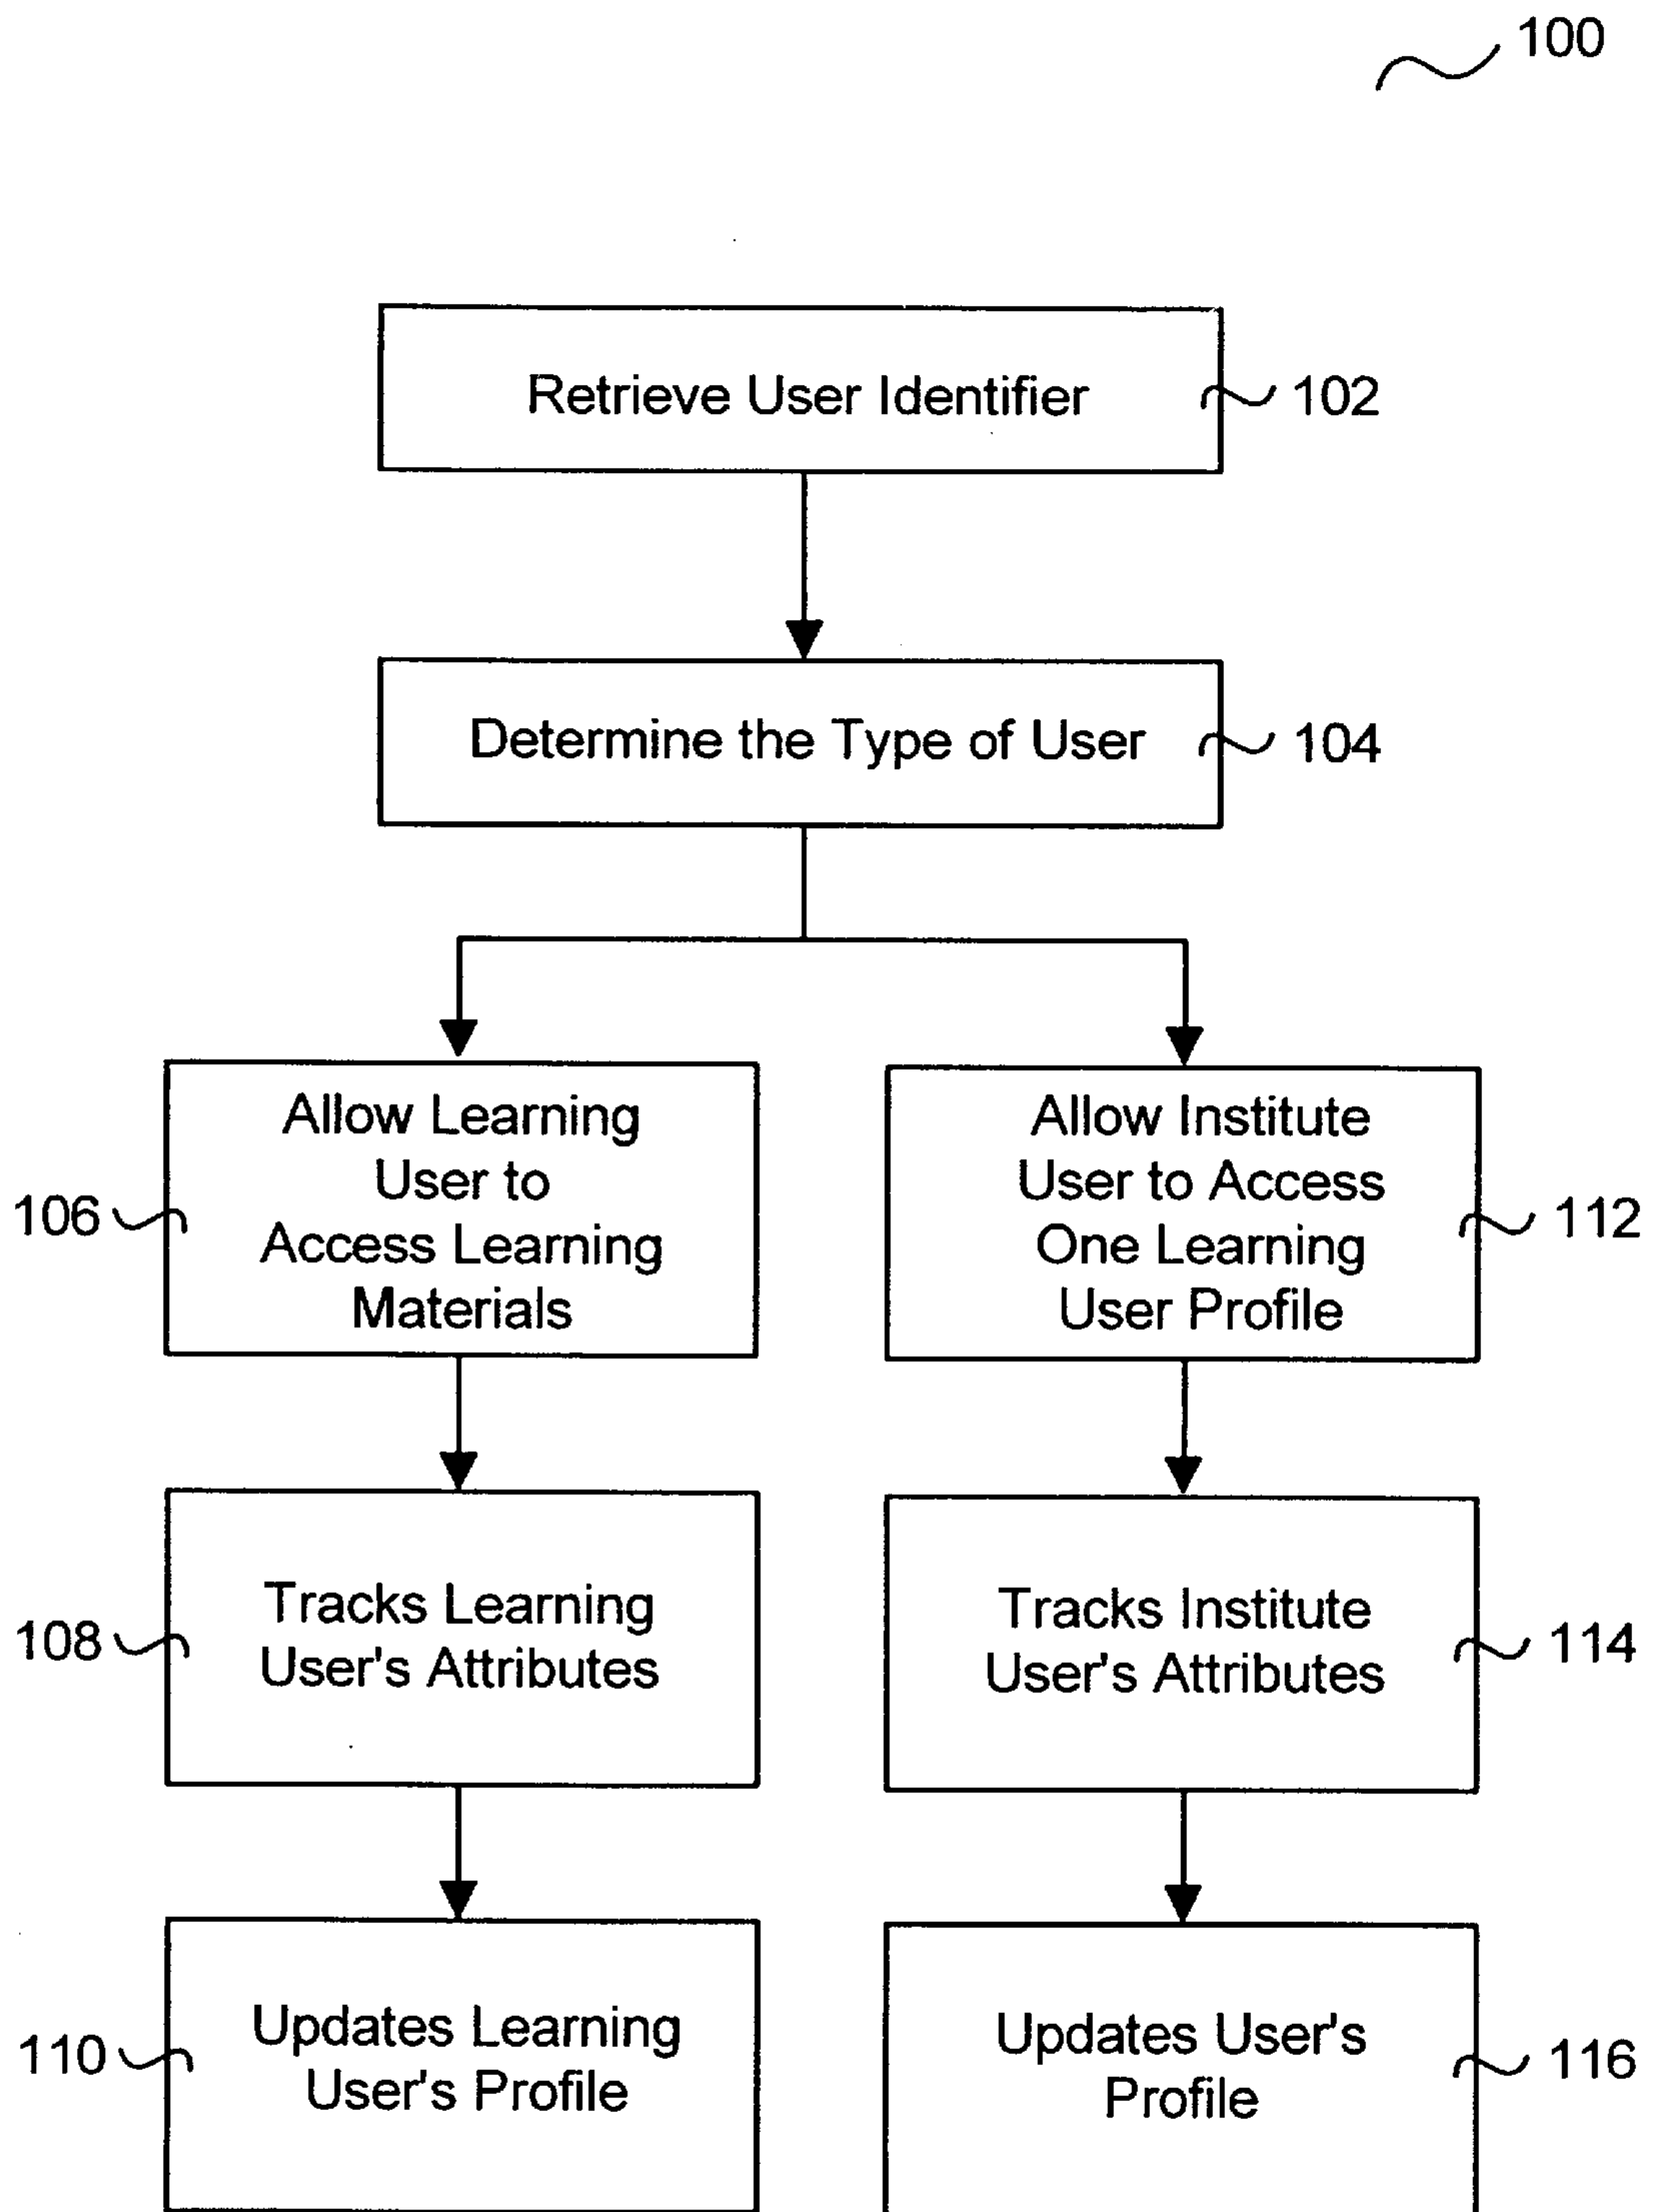 100
Retrieve User Identifier
102
Determine the Type of User
104
Allow Learning
User to
Access Learning
Materials
106
Allow Institute
User to Access
One Learning
User Profile
112
Tracks Learning
User's Attributes
108
Tracks Institute
User's Attributes
114
Updates Learning
User's Profile
110
Updates User's
Profile
116